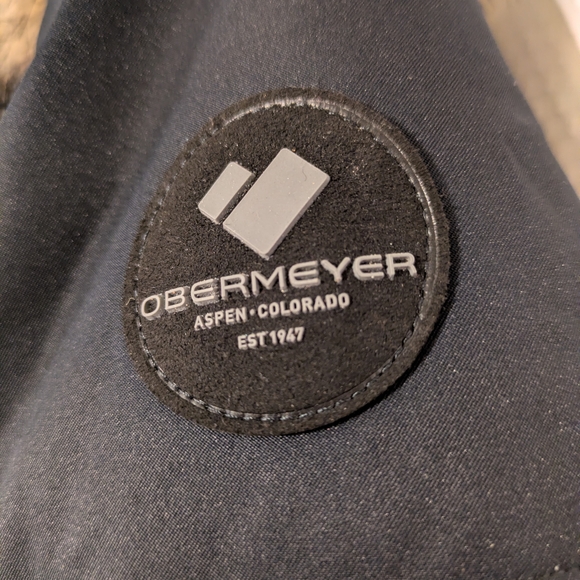 OBERMEYER
ASPEN • COLORADO
EST 1947